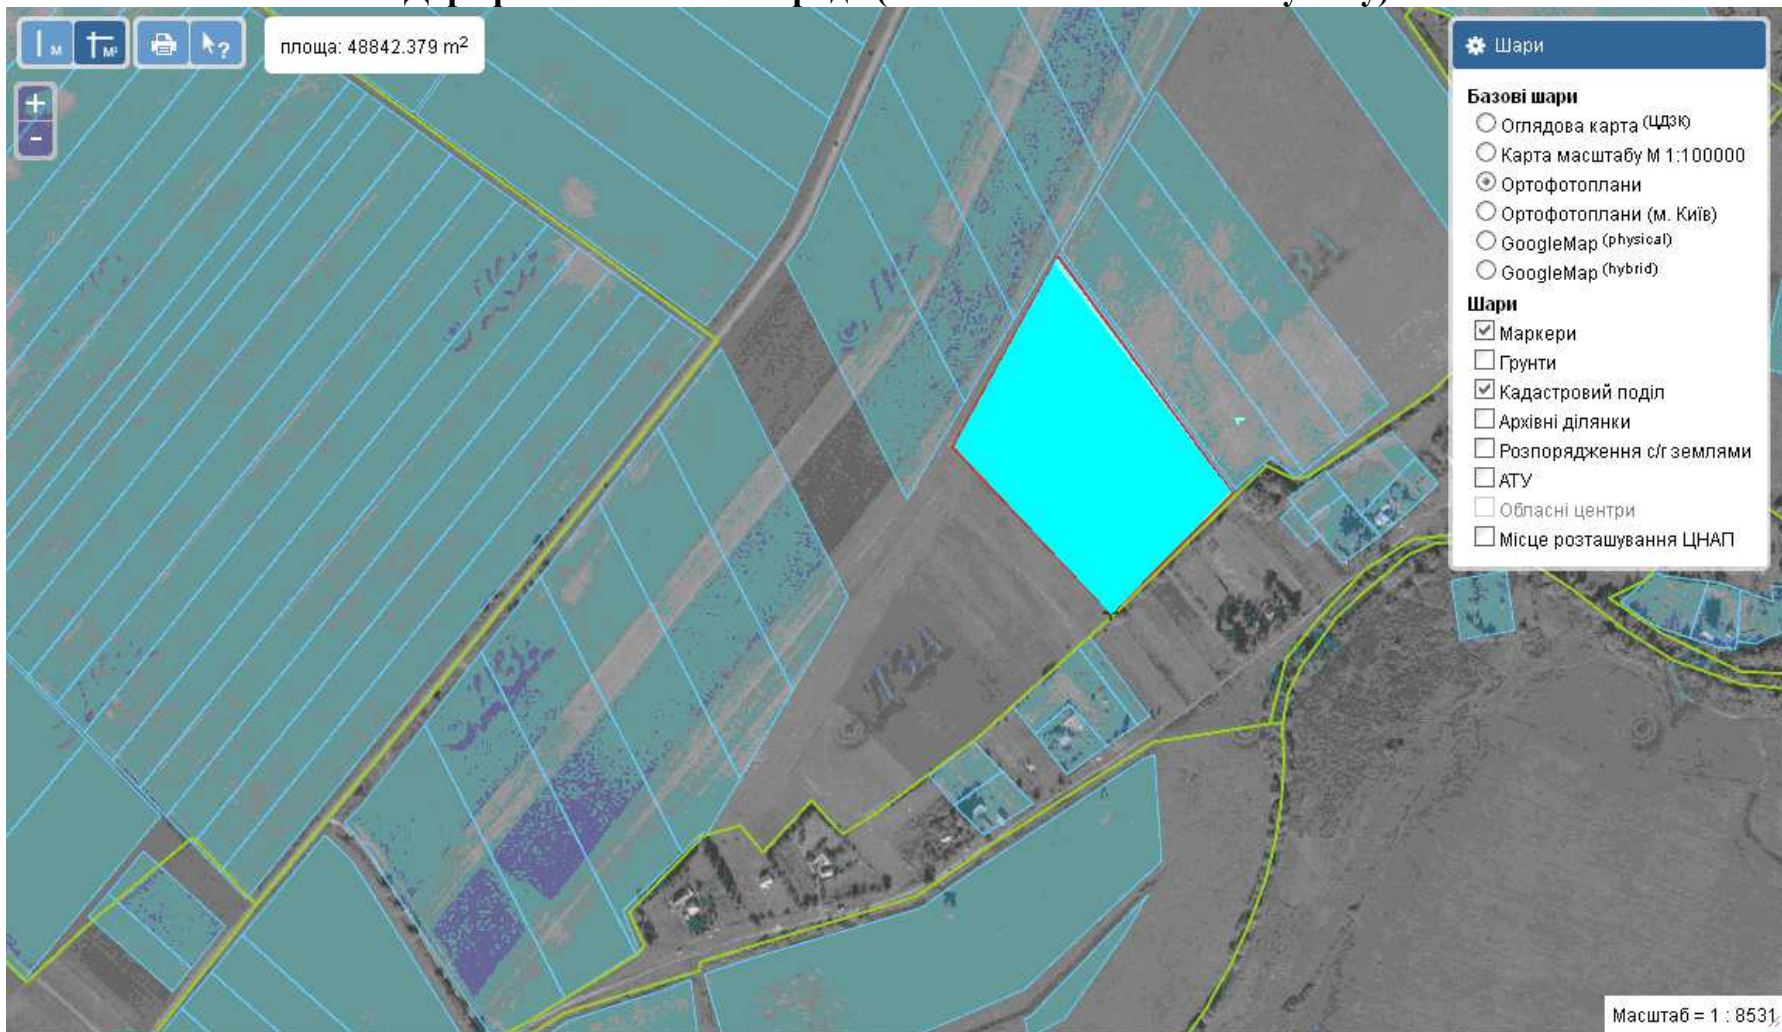 площа: 48842.379 m²
+
-
Шари
Базові шари
Оглядова карта (ЦДЗК)
Карта масштабу М 1:100000
Ортофотоплани
Ортофотоплани (м. Київ)
GoogleMap (physical)
GoogleMap (hybrid)
Шари
Маркери
Грунти
Кадастровий поділ
Архівні ділянки
Розпорядження с/г землями
АТУ
Обласні центри
Місце розташування ЦНАП
Масштаб = 1 : 8531